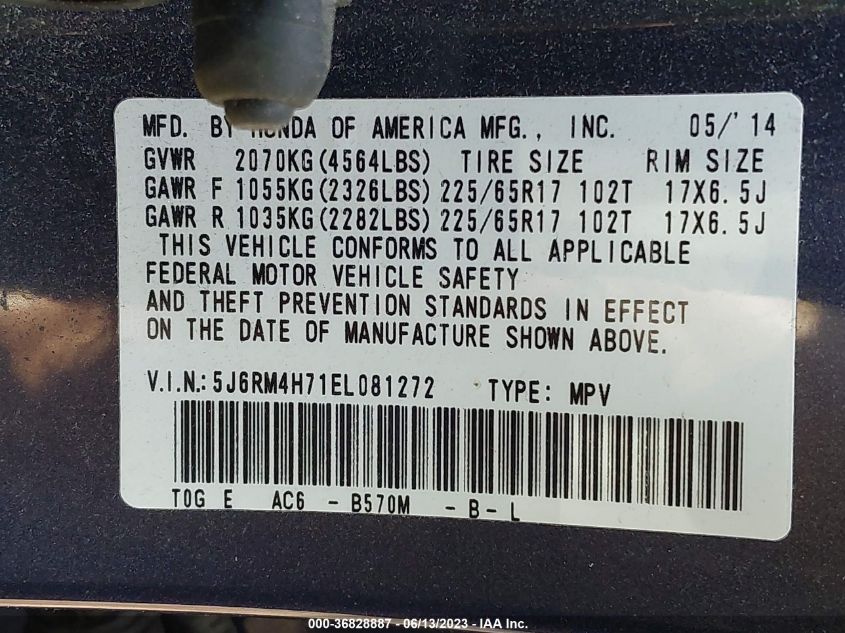 MFD. BY HONDA OF AMERICA MFG., INC. 05/'14
GVWR 2070KG(4564LBS) TIRE SIZE RIM SIZE
GAWR F 1055KG(2326LBS) 225/65R17 102T 17X6.5J
GAWR R 1035KG(2282LBS) 225/65R17 102T 17X6.5J
THIS VEHICLE CONFORMS TO ALL APPLICABLE
FEDERAL MOTOR VEHICLE SAFETY
AND THEFT PREVENTION STANDARDS IN EFFECT
ON THE DATE OF MANUFACTURE SHOWN ABOVE.
V.I.N.: 5J6RM4H71EL081272 TYPE: MPV
T0G E AC6 - B570M - B - L
000-36828887 - 06/13/2023 - IAA Inc.